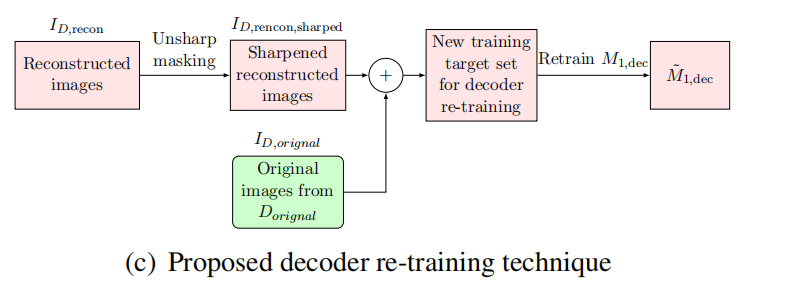 I_{D,recon}
Reconstructed
images
Unsharp
masking
I_{D,rencon,sharped}
Sharpened
reconstructed
images
+
I_{D,orignal}
Original
images from
D_{orignal}
New training
target set
for decoder
re-training
Retrain M_{1,dec}
M̃_{1,dec}
(c) Proposed decoder re-training technique